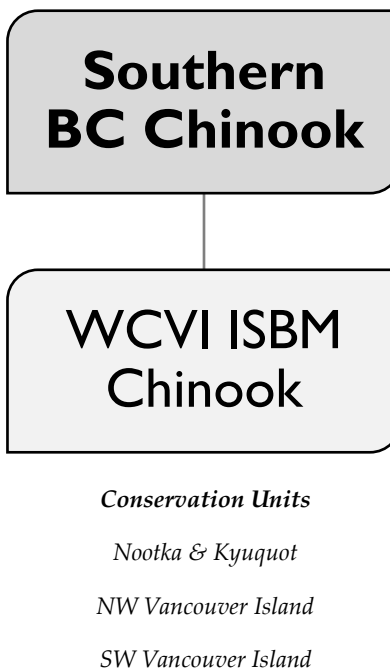 Southern
BC Chinook
WCVI ISBM
Chinook
Conservation Units
Nootka & Kyuquot
NW Vancouver Island
SW Vancouver Island